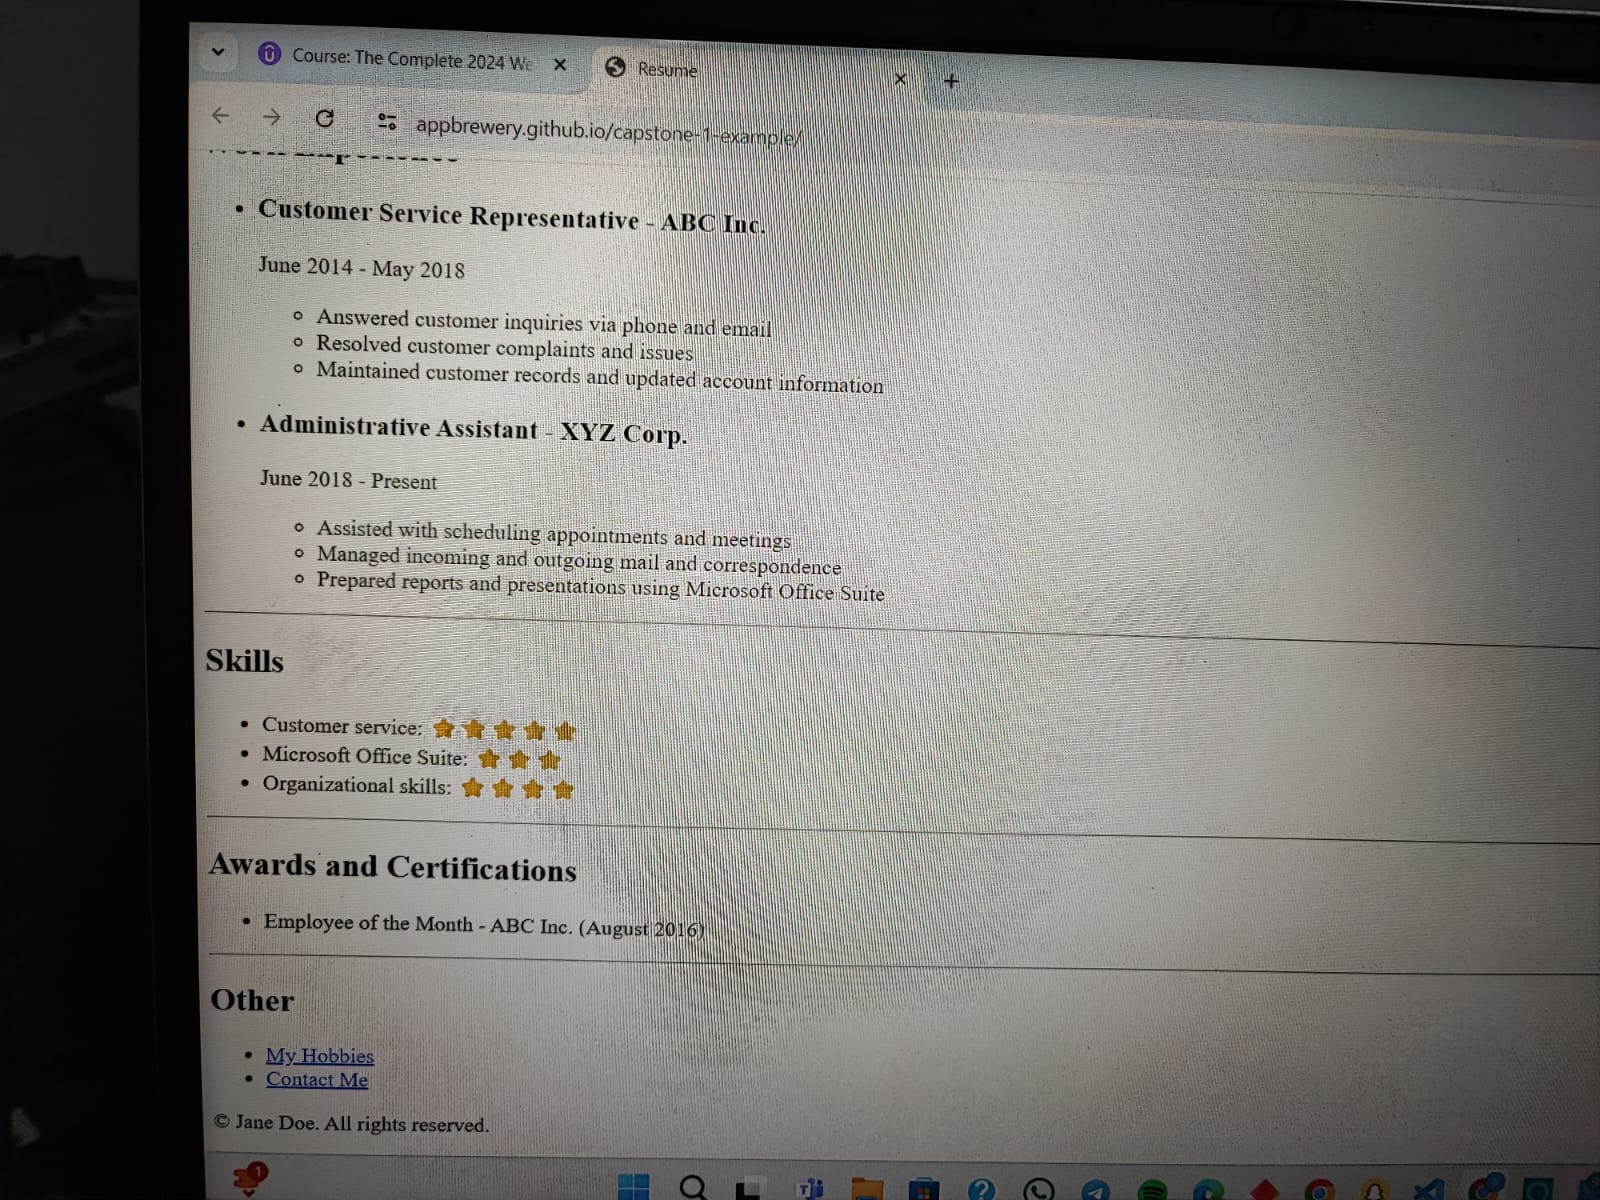 Course: The Complete 2024 We
Resume
appbrewery.github.io/capstone-1-example/
Customer Service Representative - ABC Inc.
June 2014 - May 2018
Answered customer inquiries via phone and email
Resolved customer complaints and issues
Maintained customer records and updated account information
Administrative Assistant - XYZ Corp.
June 2018 - Present
Assisted with scheduling appointments and meetings
Managed incoming and outgoing mail and correspondence
Prepared reports and presentations using Microsoft Office Suite
Skills
Customer service:
Microsoft Office Suite:
Organizational skills:
Awards and Certifications
Employee of the Month - ABC Inc. (August 2016)
Other
My Hobbies
Contact Me
© Jane Doe. All rights reserved.
1